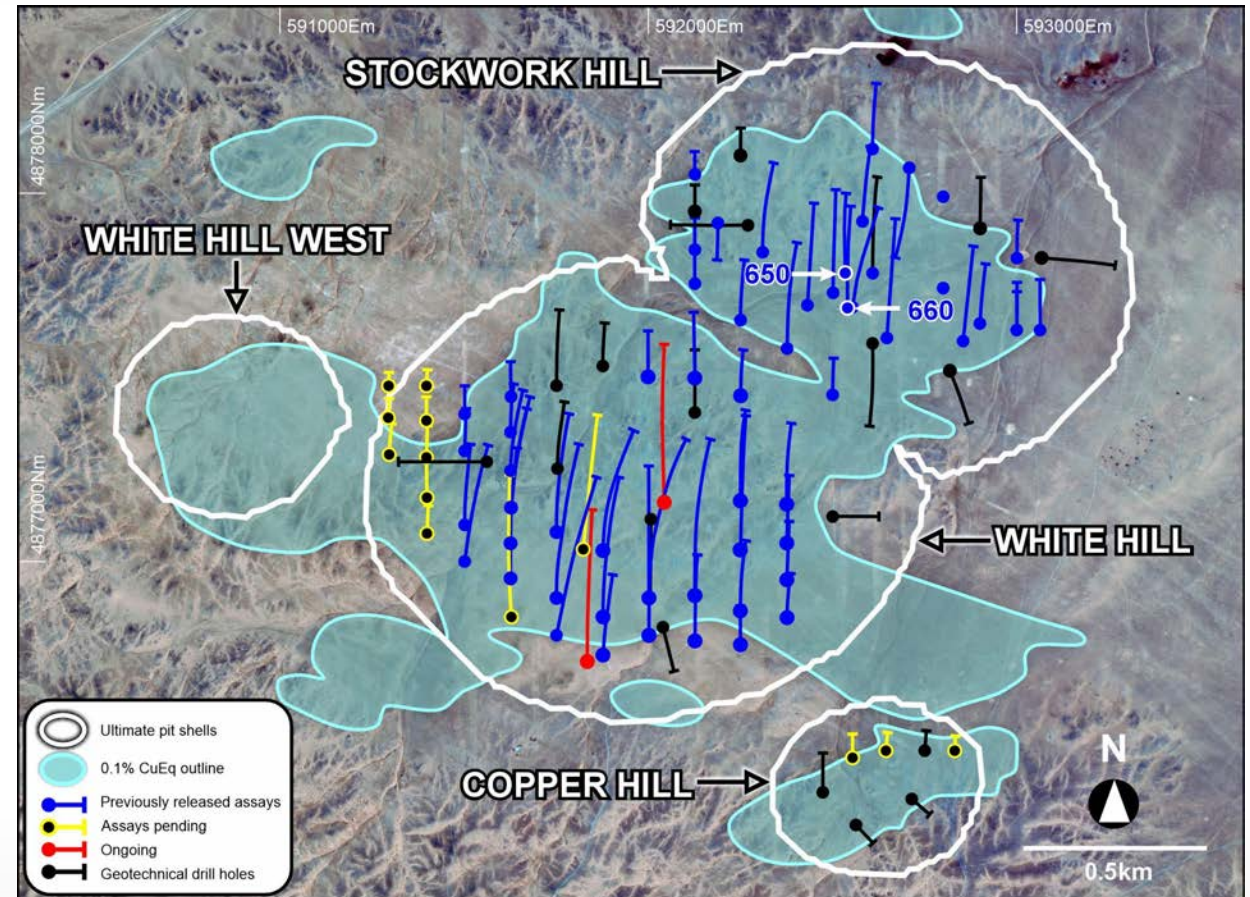 591000Em
592000Em
593000Em
STOCKWORK HILL
4878000Nm
WHITE HILL WEST
650
660
4877000Nm
WHITE HILL
COPPER HILL
N
0.5km
Ultimate pit shells
0.1% CuEq outline
Previously released assays
Assays pending
Ongoing
Geotechnical drill holes